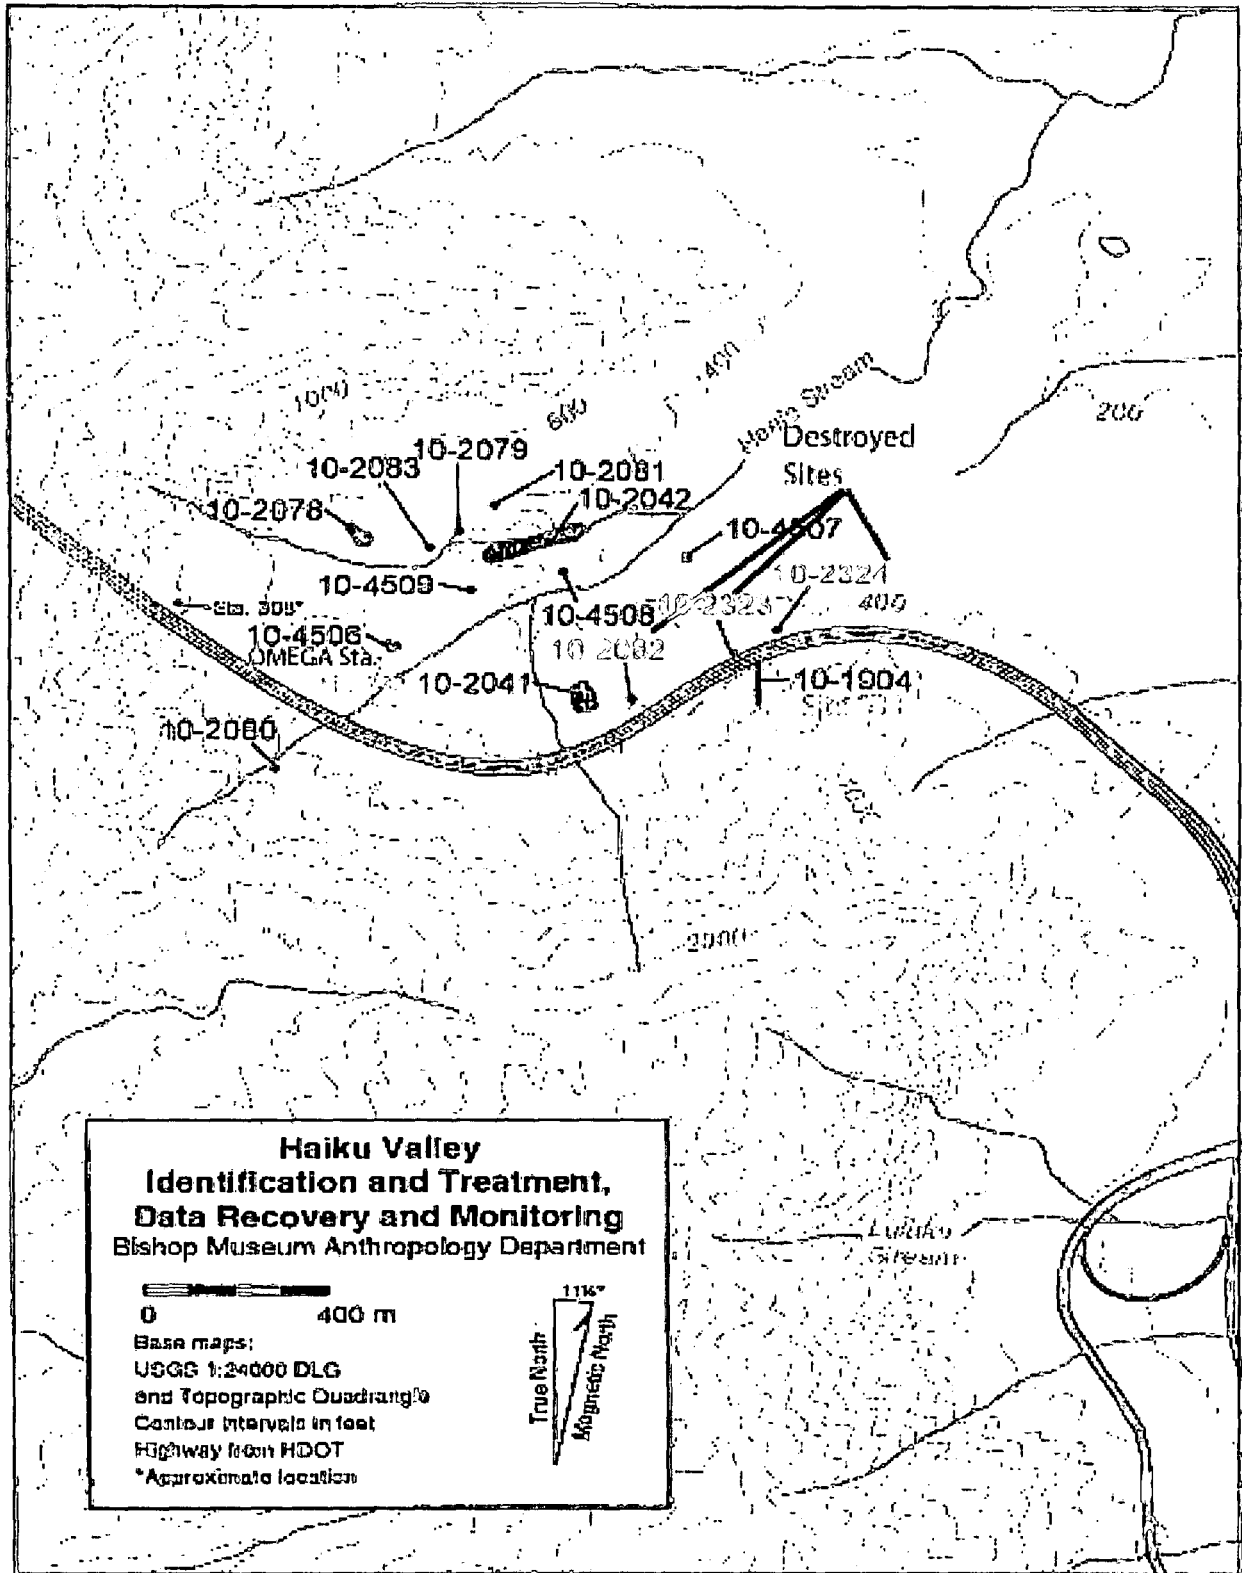 400
1000
600
Stream
200
Destroyed
Sites
10-2079
10-2083
10-2081
10-2042
10-2078
10-4507
10-2324
10-4509
10-2323
400
10-4508
10-4506
OMEGA Sta.
10-2082
10-2041
10-1904
10-2080
2000
Stream
Haiku Valley
Identification and Treatment,
Data Recovery and Monitoring
Bishop Museum Anthropology Department
0 400 m
Base maps:
USGS 1:24000 DLG
and Topographic Quadrangle
Contour intervals in feet
Highway from HDOT
*Approximate location
True North
Magnetic North